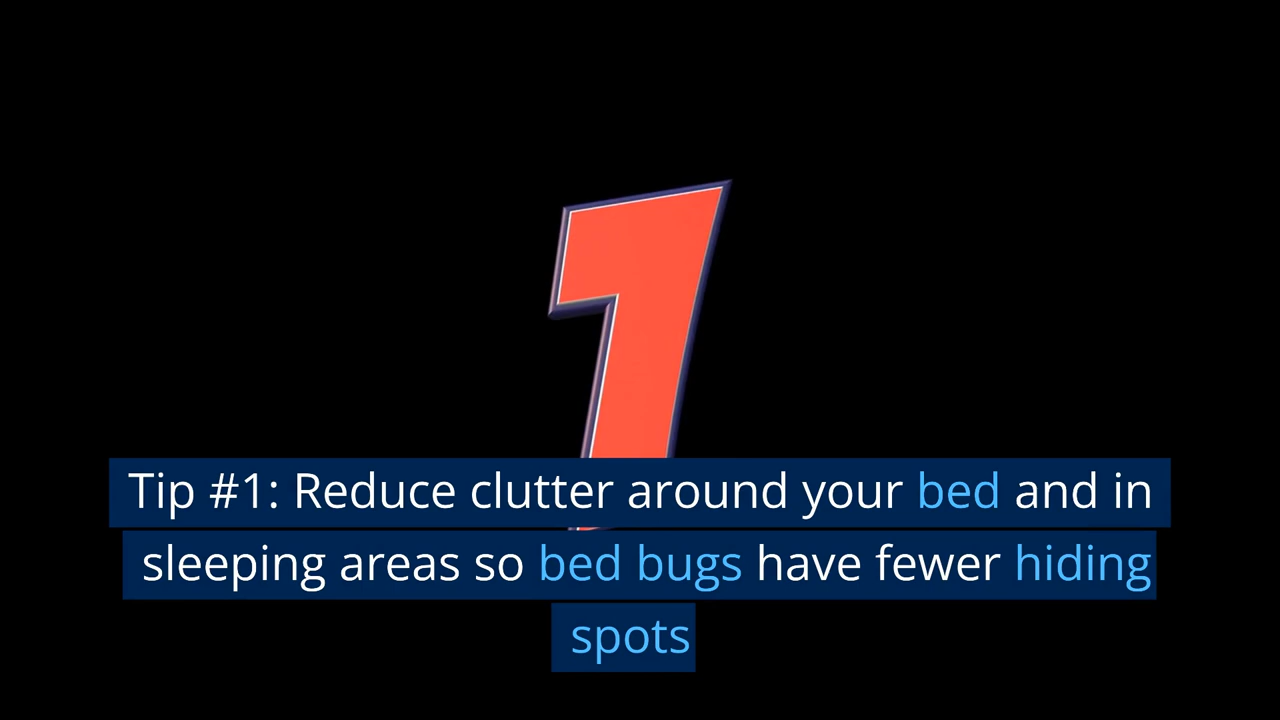 1
Tip #1: Reduce clutter around your bed and in
sleeping areas so bed bugs have fewer hiding
spots